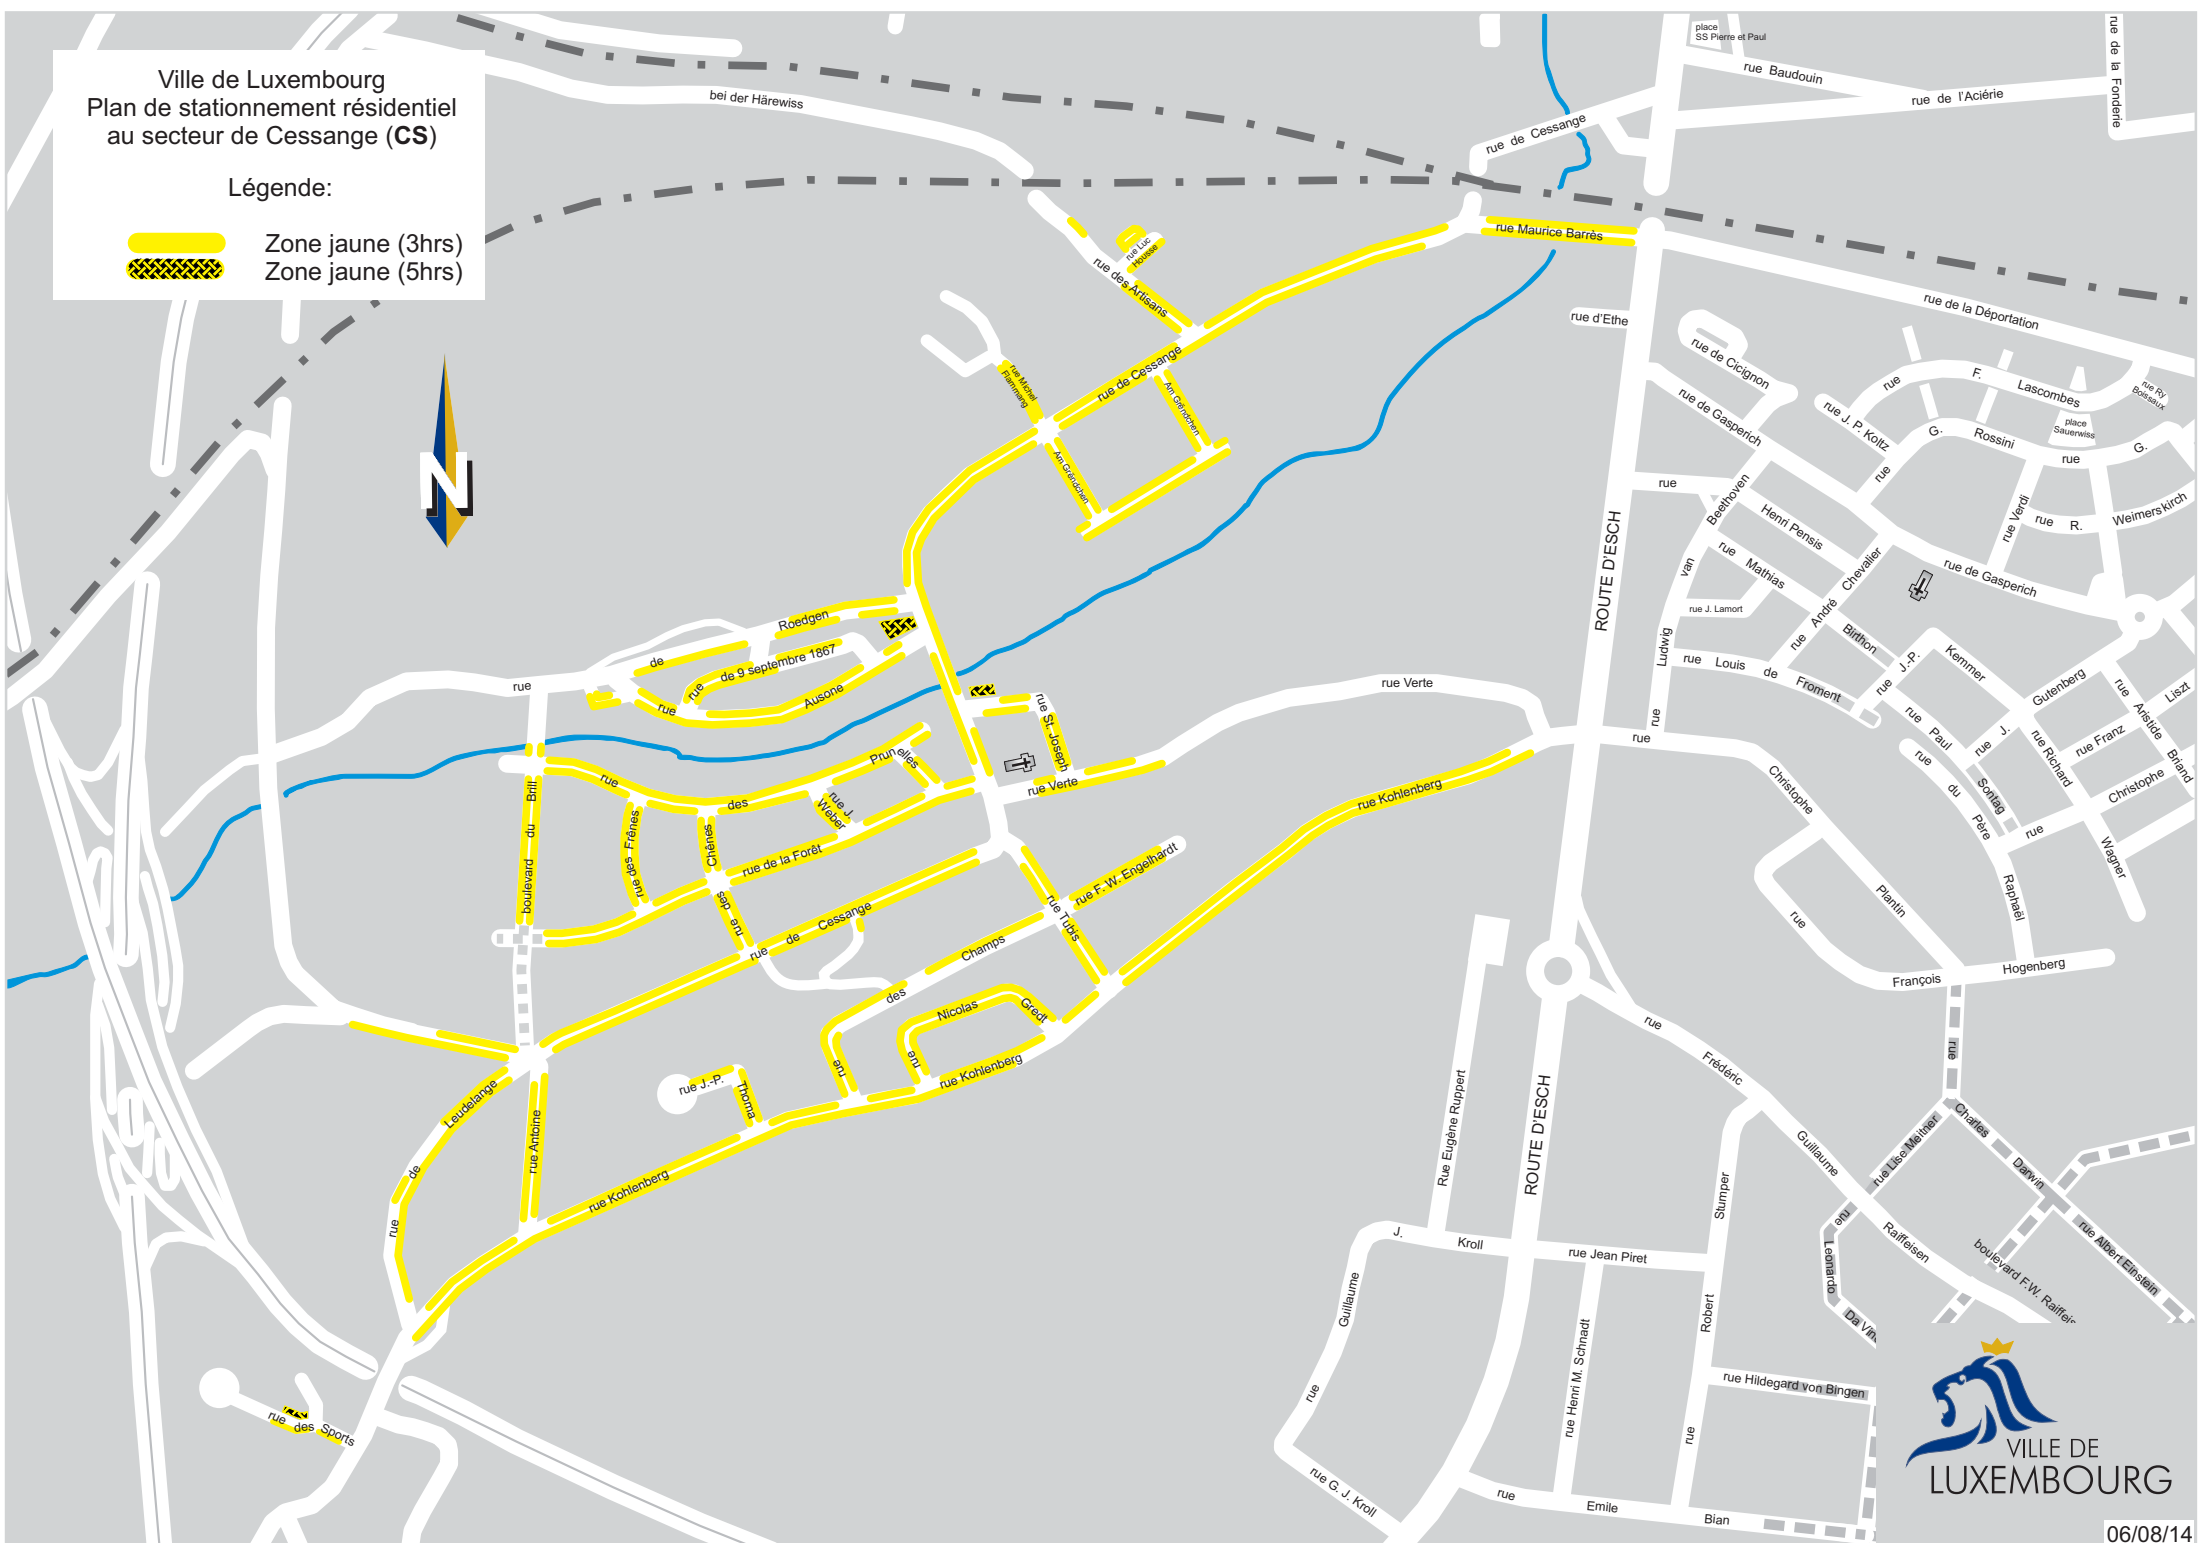 Ville de Luxembourg
Plan de stationnement résidentiel
au secteur de Cessange (CS)
Légende:
Zone jaune (3hrs)
Zone jaune (5hrs)
N
place
SS Pierre et Paul
rue Baudouin
rue de l'Aciérie
rue de la Fonderie
bei der Härewiss
rue de Cessange
rue Maurice Barrès
rue Luc
Housse
rue des Artisans
rue de la Déportation
rue d'Ethe
rue de Cicignon
rue Michel
Flammang
rue de Cessange
Am Grëndchen
Am Grëndchen
rue de Gasperich
rue J. P. Koltz
rue F. Lascombes
rue Ry
Boissaux
place
Sauerwiss
rue G. Rossini
rue G.
rue Verdi
rue R. Weimerskirch
rue Henri Pensis
rue Ludwig van Beethoven
rue Mathias Birthon
rue André Chevalier
rue de Gasperich
rue J. Lamort
rue Louis de Froment
rue J.-P. Kemmer
rue J. Gutenberg
rue Aristide Briand
rue Franz Liszt
rue Paul Sontag
rue Richard Wagner
rue Christophe
rue du Père Raphaël
ROUTE D'ESCH
rue de Roedgen
rue de 9 septembre 1867
rue Ausone
rue St. Joseph
rue Verte
rue Verte
rue Christophe Plantin
rue des Prunelles
rue J.
Weber
boulevard du Brill
rue des Frênes
rue des Chênes
rue de la Forêt
rue de Cessange
rue Kohlenberg
rue F. W. Engelhardt
rue Tubis
rue des Champs
rue Nicolas Gredt
rue Kohlenberg
rue J.-P. Thoma
rue de Leudelange
rue Antoine
rue Kohlenberg
rue des Sports
rue François Hogenberg
rue Charles Darwin
rue Frédéric Guillaume Raiffeisen
Rue Eugène Ruppert
ROUTE D'ESCH
rue Lise Meitner
rue Leonardo Da Vin
rue Albert Einstein
boulevard F.W. Raiffeis
rue Guillaume J. Kroll
rue Jean Piret
rue Robert Stumper
rue Henri M. Schnadt
rue Hildegard von Bingen
rue G. J. Kroll
rue Emile Bian
VILLE DE
LUXEMBOURG
06/08/14